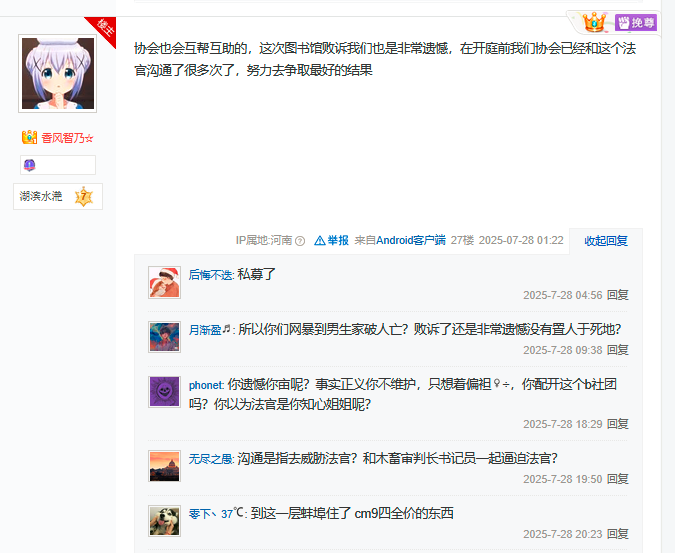 楼主
挽尊
协会也会互帮互助的，这次图书馆败诉我们也是非常遗憾，在开庭前我们协会已经和这个法
官沟通了很多次了，努力去争取最好的结果
香风智乃☆
湖滨水滟 7
IP属地:河南 举报 来自Android客户端 27楼 2025-07-28 01:22 收起回复
后悔不迭: 私募了
2025-7-28 04:56 回复
月渐盈♬: 所以你们网暴到男生家破人亡？败诉了还是非常遗憾没有置人于死地？
2025-7-28 09:38 回复
phonet: 你遗憾你亩呢？事实正义你不维护，只想着偏袒♀÷，你配开这个b社团
吗？你以为法官是你知心姐姐呢？
2025-7-28 18:29 回复
无尽之愚: 沟通是指去威胁法官？和木畜审判长书记员一起逼迫法官？
2025-7-28 19:50 回复
零下丶37℃: 到这一层蚌埠住了 cm9四全价的东西
2025-7-28 20:23 回复